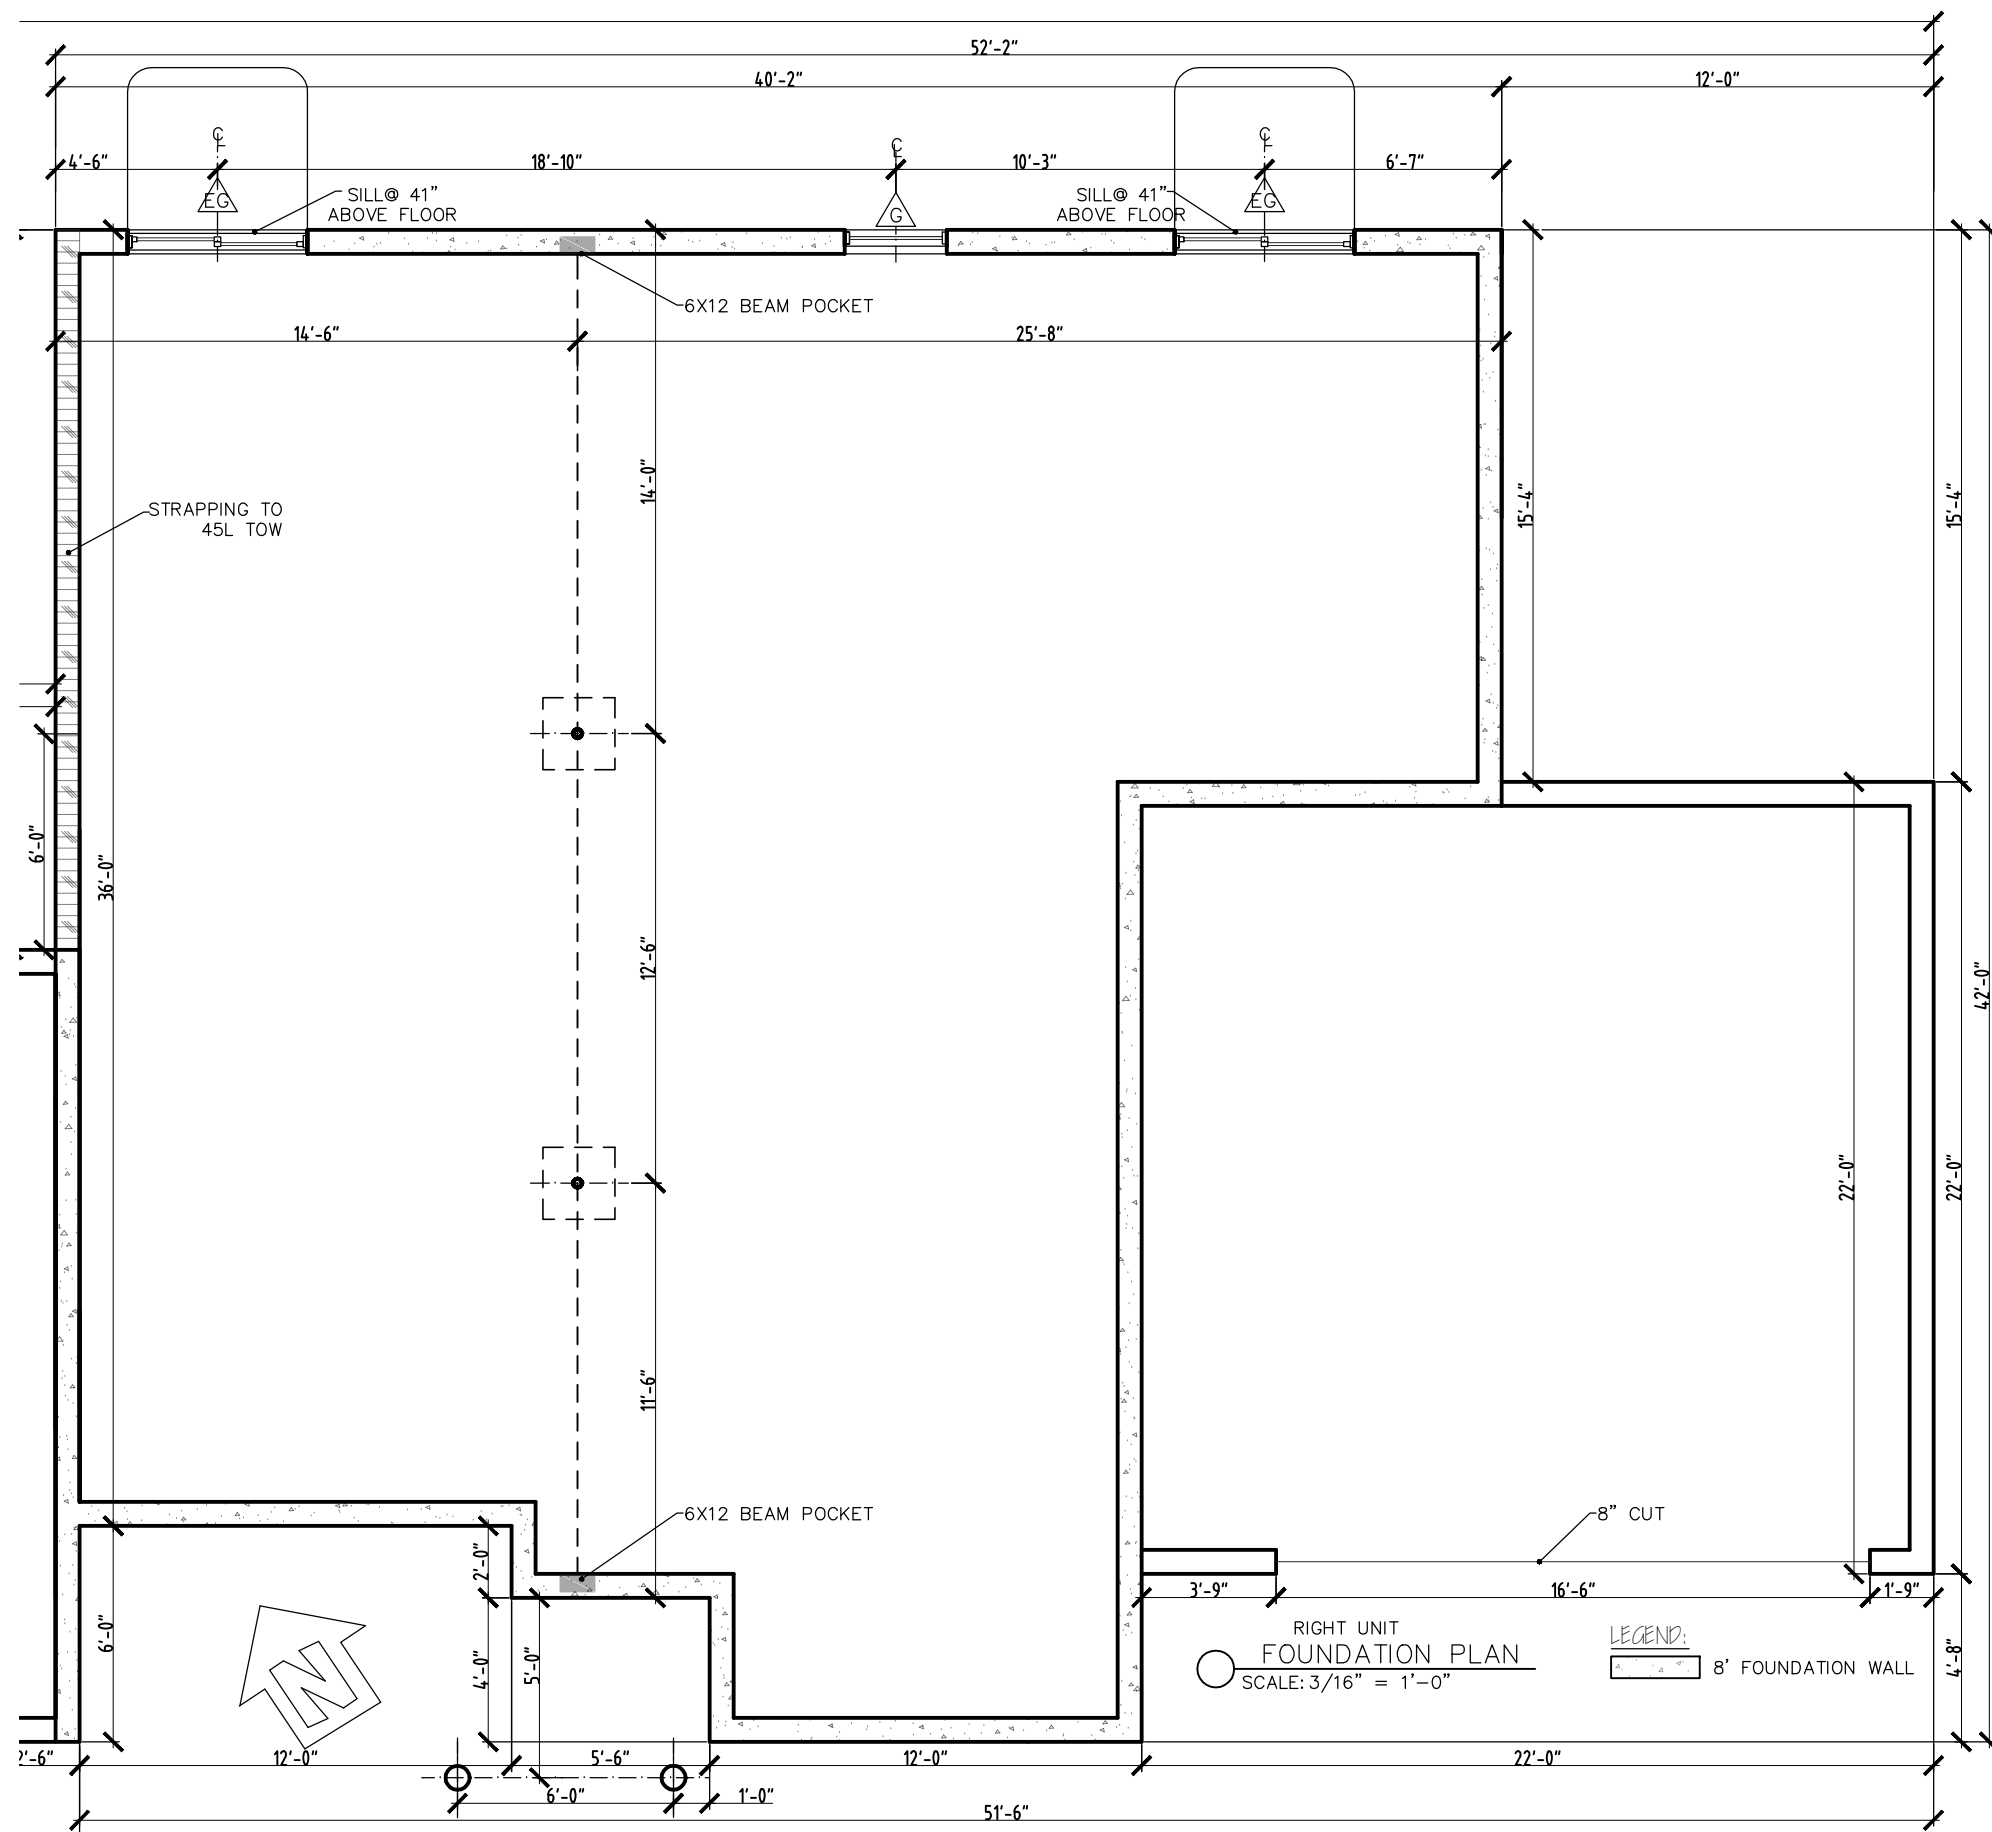 52'-2"
40'-2"
12'-0"
℄
℄
℄
4'-6"
18'-10"
10'-3"
6'-7"
EG
G
EG
SILL@ 41"
ABOVE FLOOR
SILL@ 41"
ABOVE FLOOR
6X12 BEAM POCKET
14'-6"
25'-8"
14'-0"
15'-4"
15'-4"
STRAPPING TO
45L TOW
6'-0"
36'-0"
12'-6"
42'-0"
22'-0"
22'-0"
11'-6"
6X12 BEAM POCKET
8" CUT
2'-0"
3'-9"
16'-6"
1'-9"
6'-0"
4'-0"
5'-0"
4'-8"
N
RIGHT UNIT
FOUNDATION PLAN
SCALE: 3/16" = 1'-0"
LEGEND:
8' FOUNDATION WALL
2'-6"
12'-0"
5'-6"
12'-0"
22'-0"
6'-0"
1'-0"
51'-6"